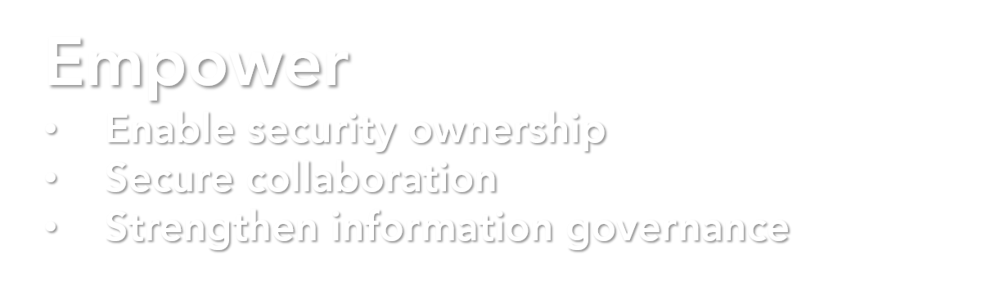 Empower
• Enable security ownership
• Secure collaboration
• Strengthen information governance